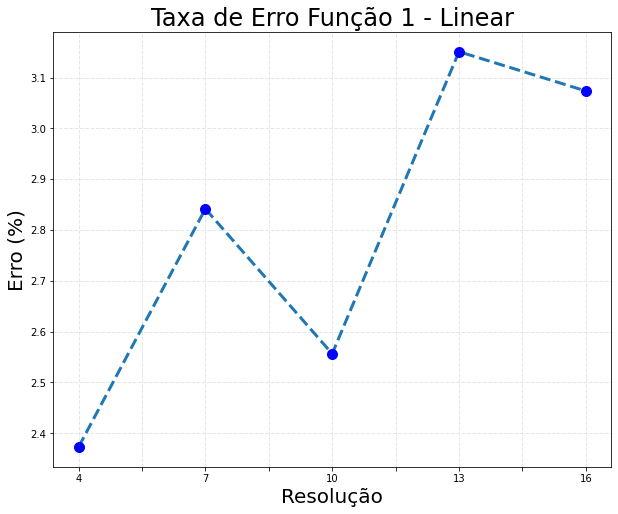 Taxa de Erro Função 1 - Linear
Erro (%)
3.1
3.0
2.9
2.8
2.7
2.6
2.5
2.4
4 7 10 13 16
Resolução